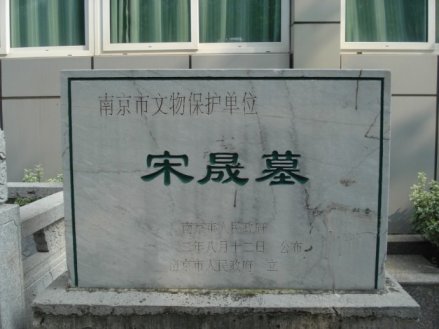 南京市文物保护单位
宋晟墓
南京市人民政府
二年八月十二日 公布
南京市人民政府 立